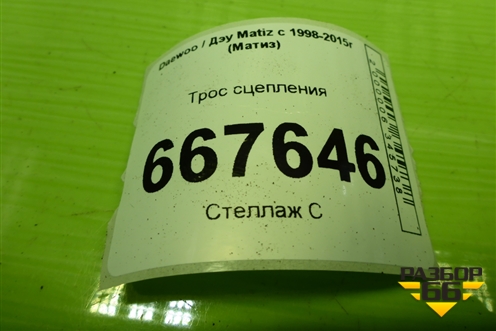 Daewoo / Дэу Matiz с 1998-2015г
(Матиз)
Трос сцепления
667646
Стеллаж С
РАЗБОР
66